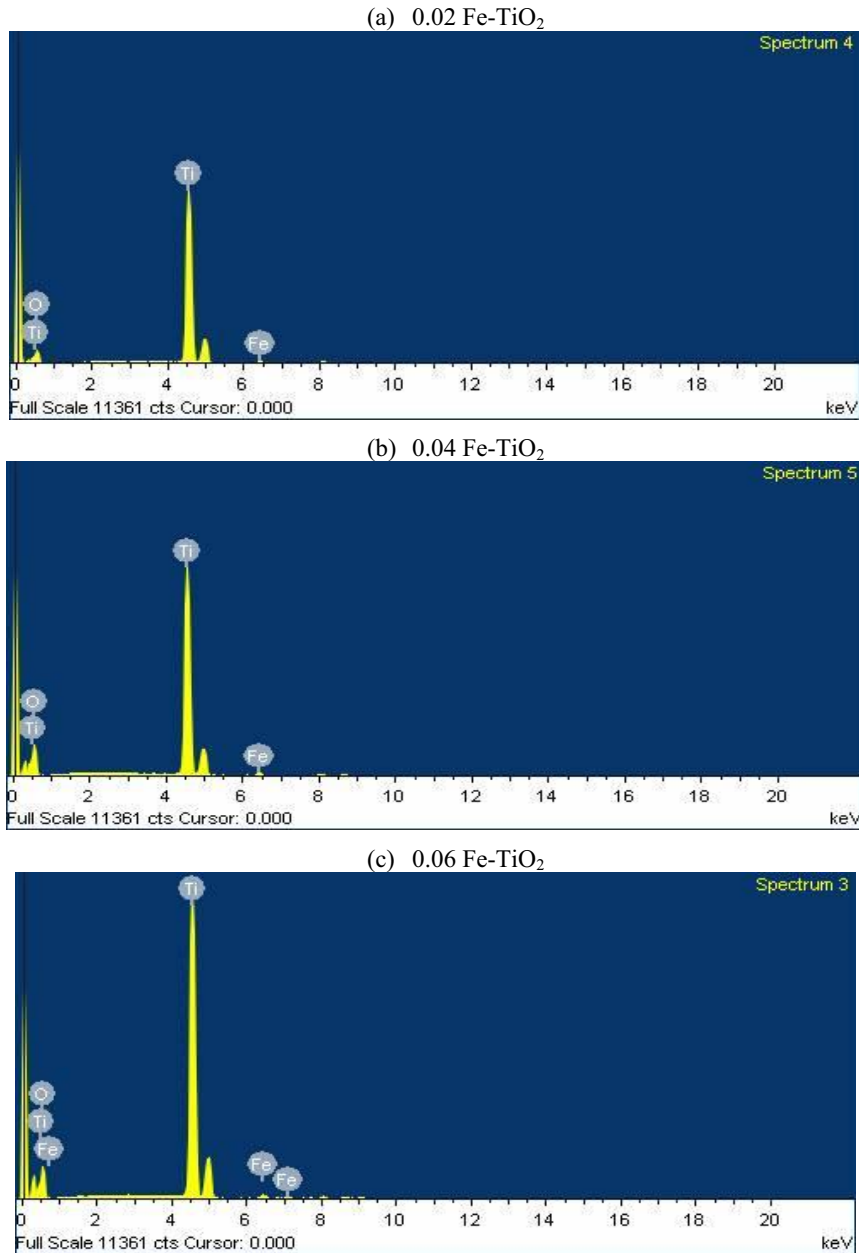 (a) 0.02 Fe-TiO₂
Spectrum 4
Ti
O
Ti
Fe
0 2 4 6 8 10 12 14 16 18 20
Full Scale 11361 cts Cursor: 0.000 keV
(b) 0.04 Fe-TiO₂
Spectrum 5
Ti
O
Ti
Fe
0 2 4 6 8 10 12 14 16 18 20
Full Scale 11361 cts Cursor: 0.000 keV
(c) 0.06 Fe-TiO₂
Ti
Spectrum 3
O
Ti
Fe
Fe
Fe
0 2 4 6 8 10 12 14 16 18 20
Full Scale 11361 cts Cursor: 0.000 keV